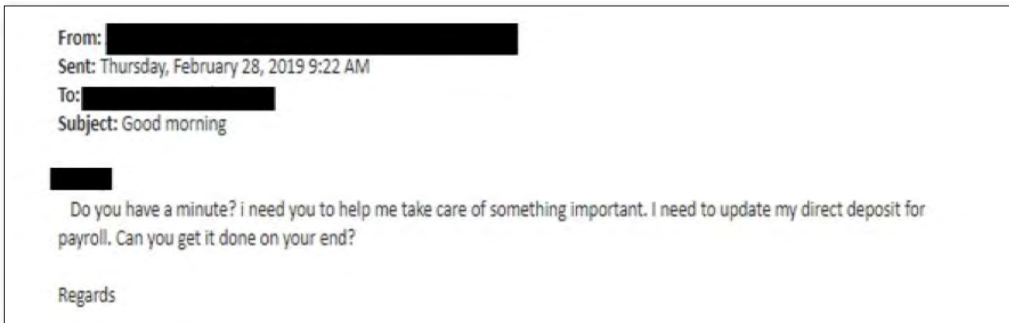 From:
Sent: Thursday, February 28, 2019 9:22 AM
To:
Subject: Good morning
Do you have a minute? i need you to help me take care of something important. I need to update my direct deposit for
payroll. Can you get it done on your end?
Regards